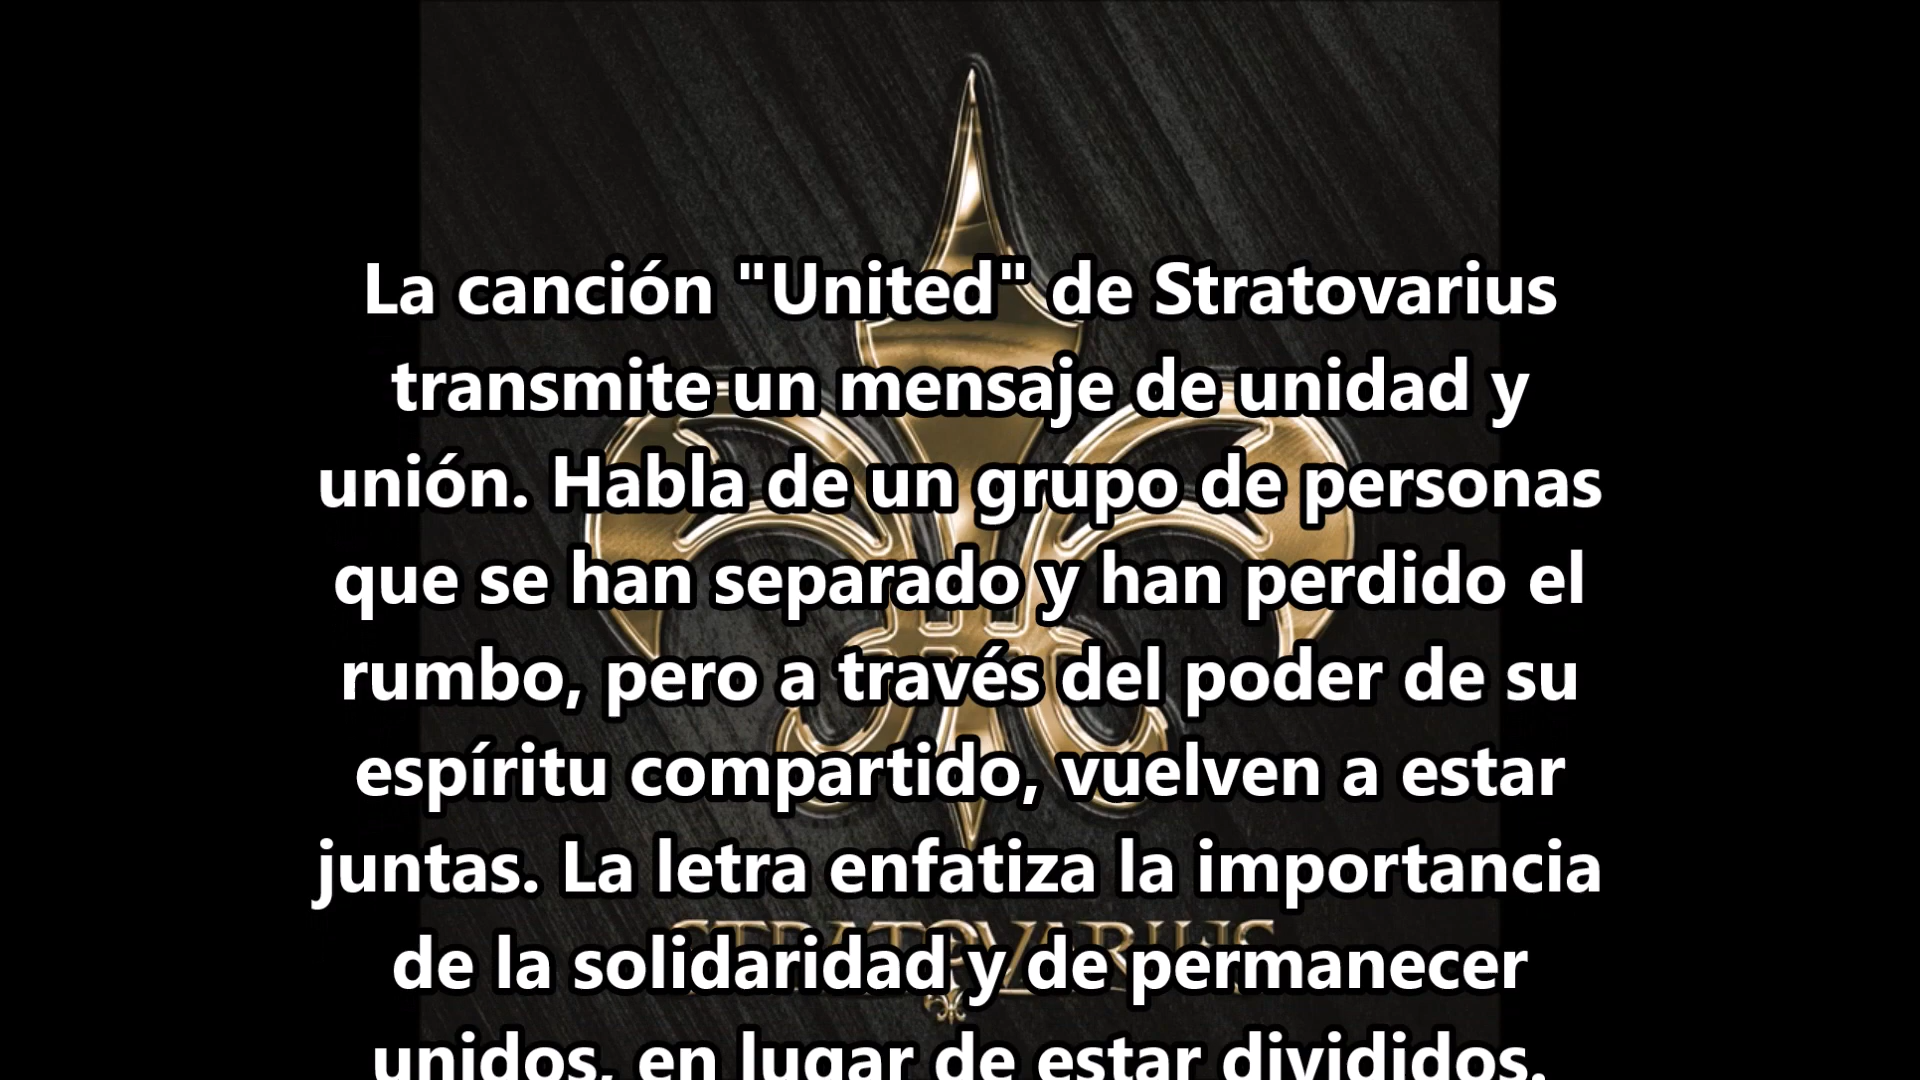 La canción "United" de Stratovarius
transmite un mensaje de unidad y
unión. Habla de un grupo de personas
que se han separado y han perdido el
rumbo, pero a través del poder de su
espíritu compartido, vuelven a estar
juntas. La letra enfatiza la importancia
STRATOVARIUS
de la solidaridad y de permanecer
unidos, en lugar de estar divididos.